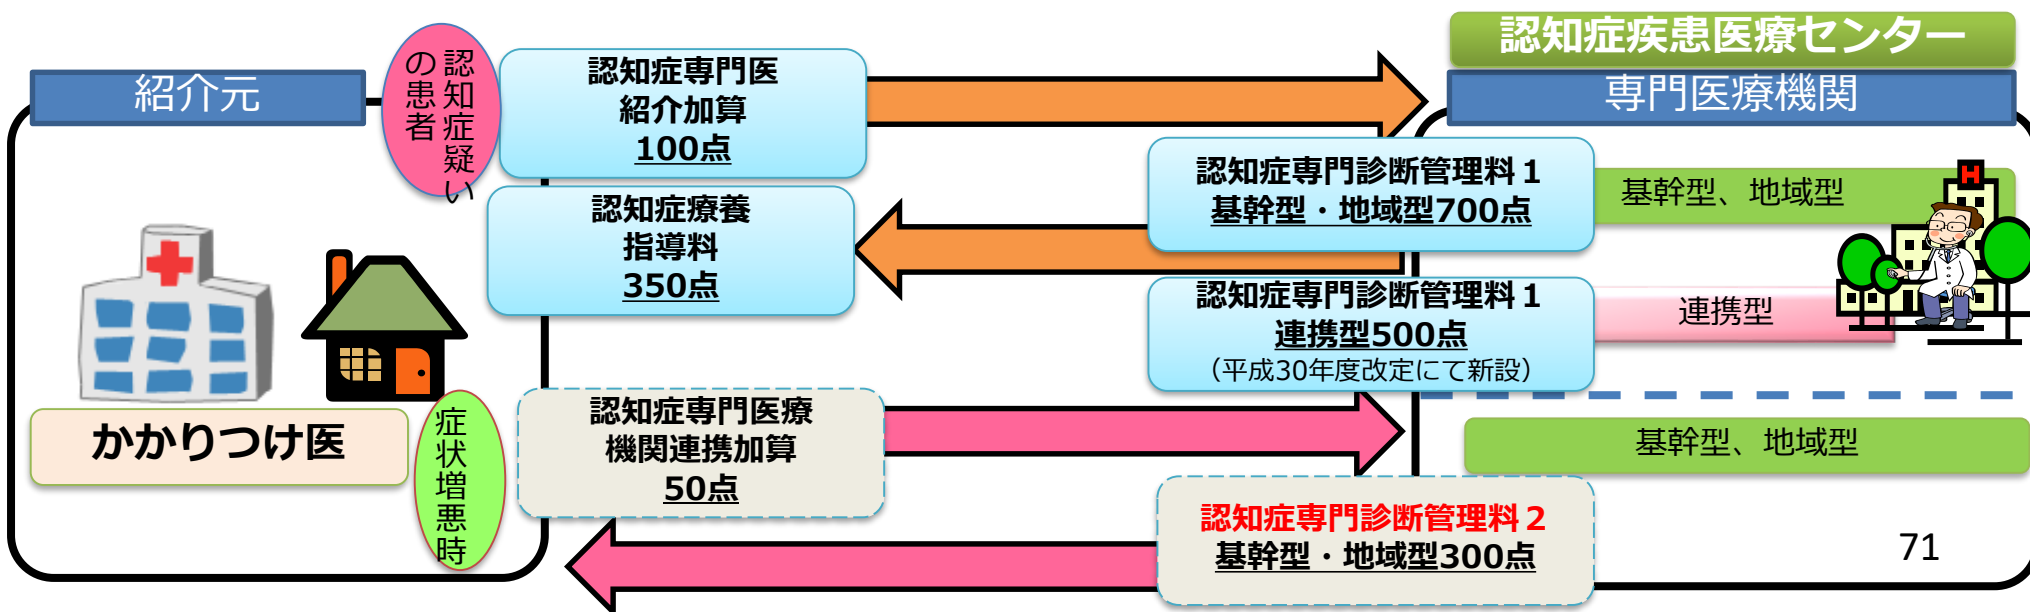 認知症疾患医療センター
紹介元
専門医療機関
認知症疑い
の患者
認知症専門医
紹介加算
100点
認知症専門診断管理料１
基幹型・地域型700点
基幹型、地域型
認知症療養
指導料
350点
認知症専門診断管理料１
連携型500点
（平成30年度改定にて新設）
連携型
かかりつけ医
症状増悪時
認知症専門医療
機関連携加算
50点
基幹型、地域型
認知症専門診断管理料２
基幹型・地域型300点
H
71